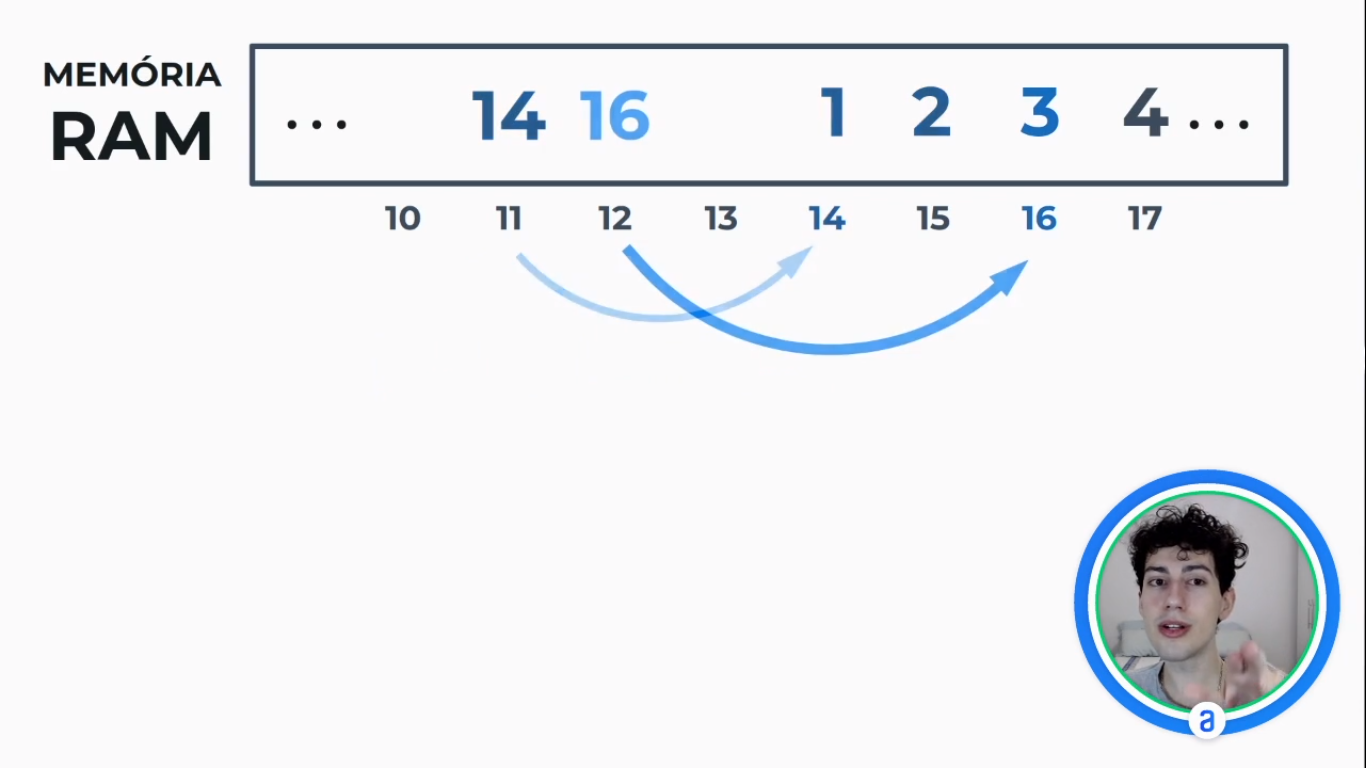 MEMÓRIA
RAM
... 14 16 1 2 3 4 ...
10 11 12 13 14 15 16 17
a